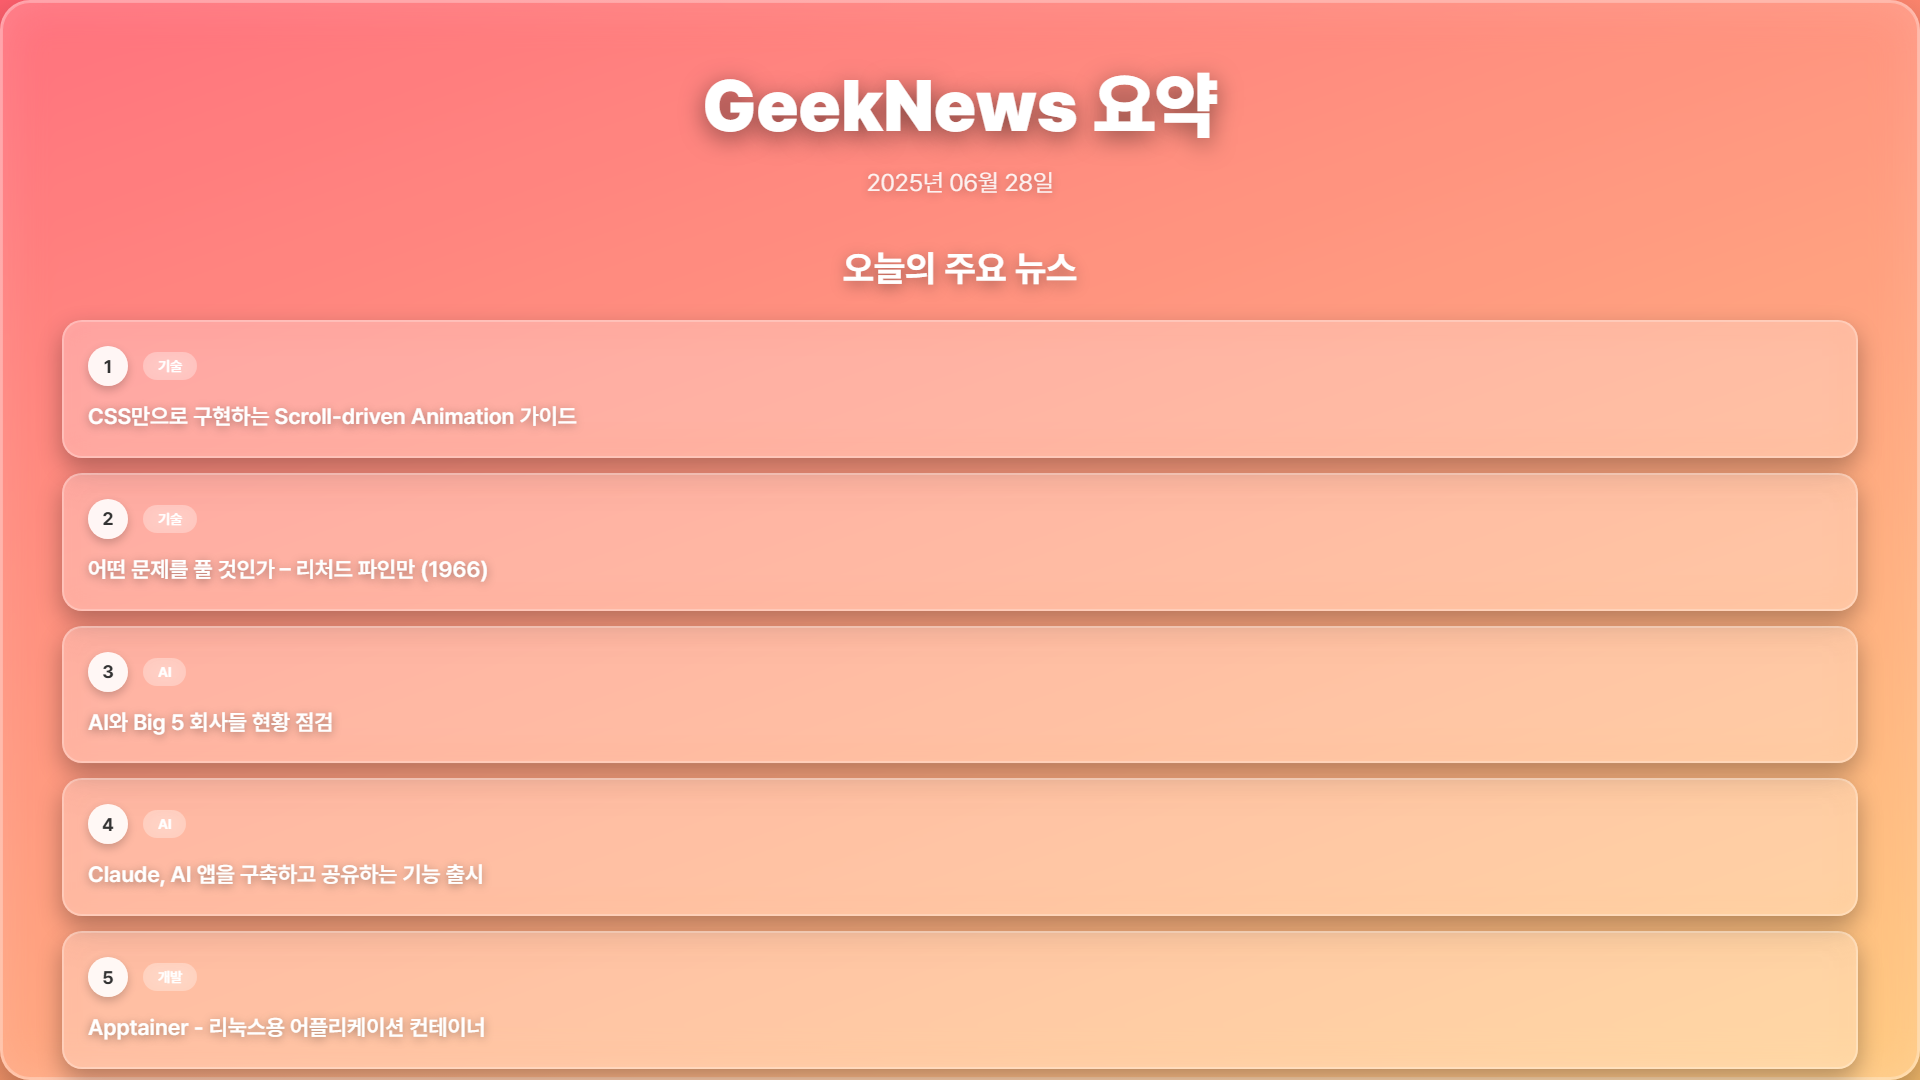 GeekNews 요약
2025년 06월 28일
오늘의 주요 뉴스
1 기술
CSS만으로 구현하는 Scroll-driven Animation 가이드
2 기술
어떤 문제를 풀 것인가 – 리처드 파인만 (1966)
3 AI
AI와 Big 5 회사들 현황 점검
4 AI
Claude, AI 앱을 구축하고 공유하는 기능 출시
5 개발
Apptainer - 리눅스용 어플리케이션 컨테이너